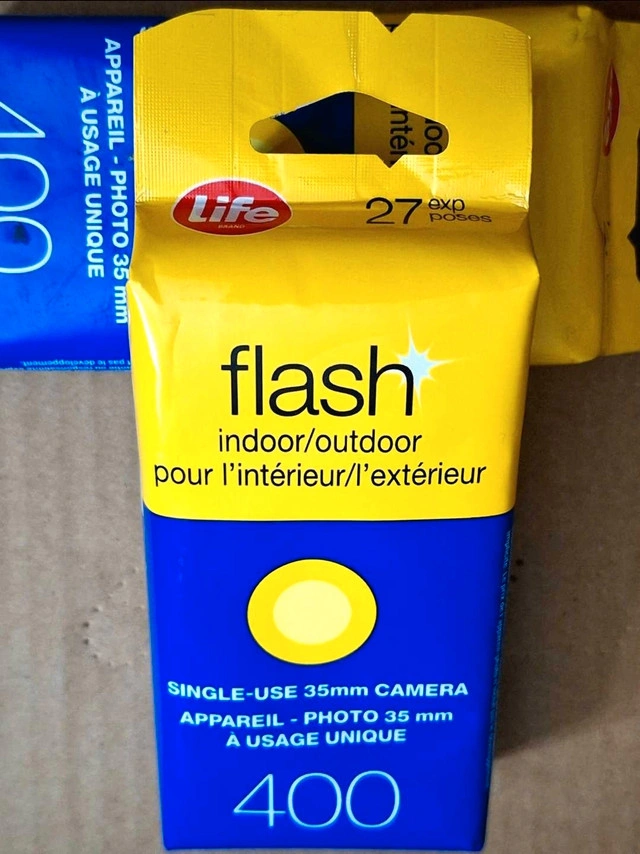 Life
BRAND
27 exp
poses
flash
indoor/outdoor
pour l'intérieur/l'extérieur
SINGLE-USE 35mm CAMERA
APPAREIL - PHOTO 35 mm
À USAGE UNIQUE
400
APPAREIL - PHOTO 35 mm
À USAGE UNIQUE
400